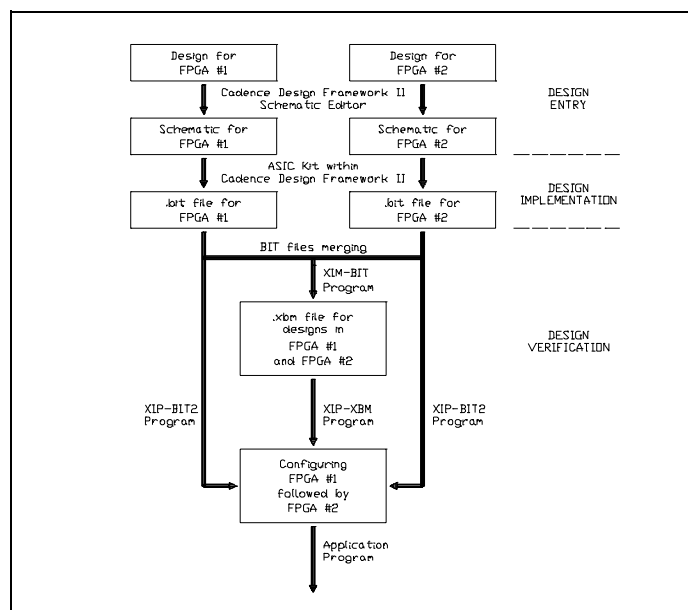 Design for
FPGA #1
Design for
FPGA #2
Cadence Design Framework II
Schematic Editor
DESIGN
ENTRY
Schematic for
FPGA #1
Schematic for
FPGA #2
ASIC Kit within
Cadence Design Framework II
DESIGN
IMPLEMENTATION
.bit file for
FPGA #1
.bit file for
FPGA #2
BIT files merging
XIM-BIT
Program
.xbm file for
designs in
FPGA #1
and FPGA #2
DESIGN
VERIFICATION
XIP-BIT2
Program
XIP-XBM
Program
XIP-BIT2
Program
Configuring
FPGA #1
followed by
FPGA #2
Application
Program